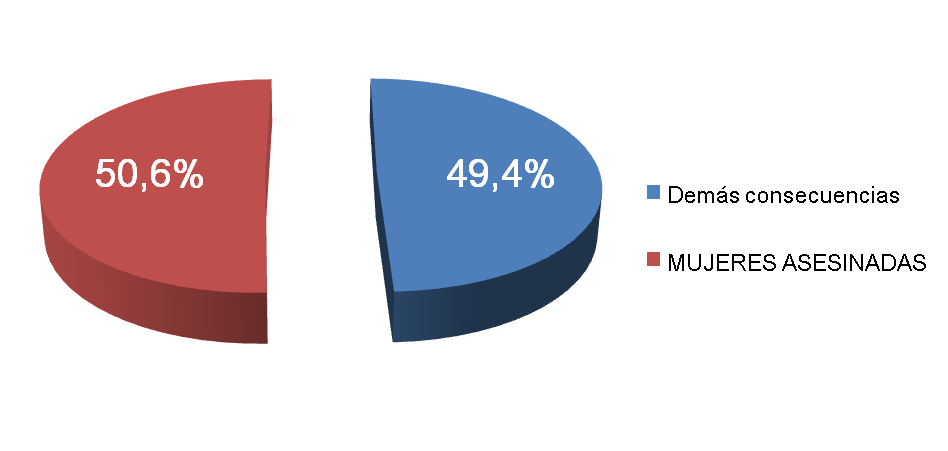 50,6%
49,4%
Demás consecuencias
MUJERES ASESINADAS